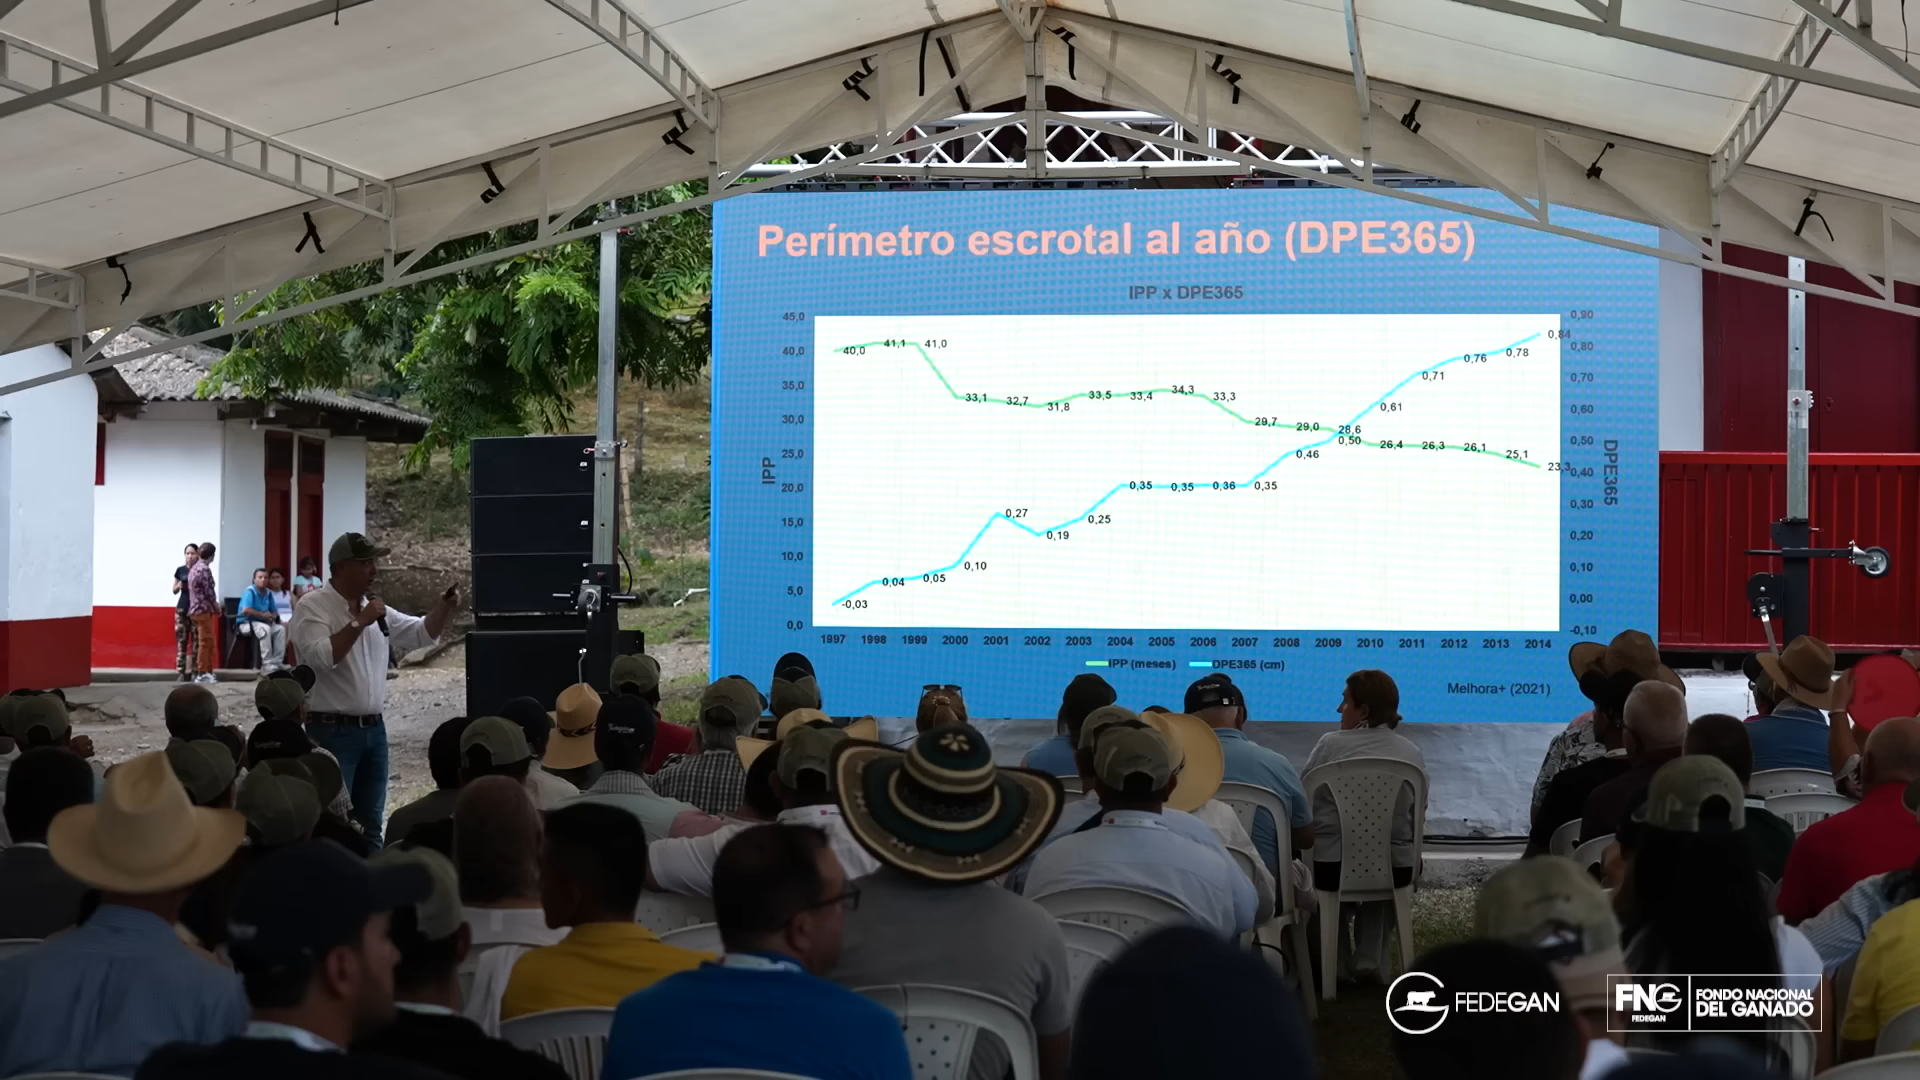 Perímetro escrotal al año (DPE365)
IPP x DPE365
45,0
40,0
35,0
30,0
25,0
20,0
15,0
10,0
5,0
0,0
IPP
40,0 41,1 41,0 33,1 32,7 31,8 33,5 33,4 34,3 33,3 29,7 29,0 28,6 26,4 26,3 26,1 25,1 23,3
-0,03 0,04 0,05 0,10 0,27 0,19 0,25 0,35 0,35 0,36 0,35 0,46 0,50 0,61 0,71 0,76 0,78 0,84
0,90
0,80
0,70
0,60
0,50
0,40
0,30
0,20
0,10
0,00
-0,10
DPE365
1997 1998 1999 2000 2001 2002 2003 2004 2005 2006 2007 2008 2009 2010 2011 2012 2013 2014
IPP (meses) DPE365 (cm)
Melhora+ (2021)
FEDEGAN
FNG
FEDEGAN
FONDO NACIONAL
DEL GANADO